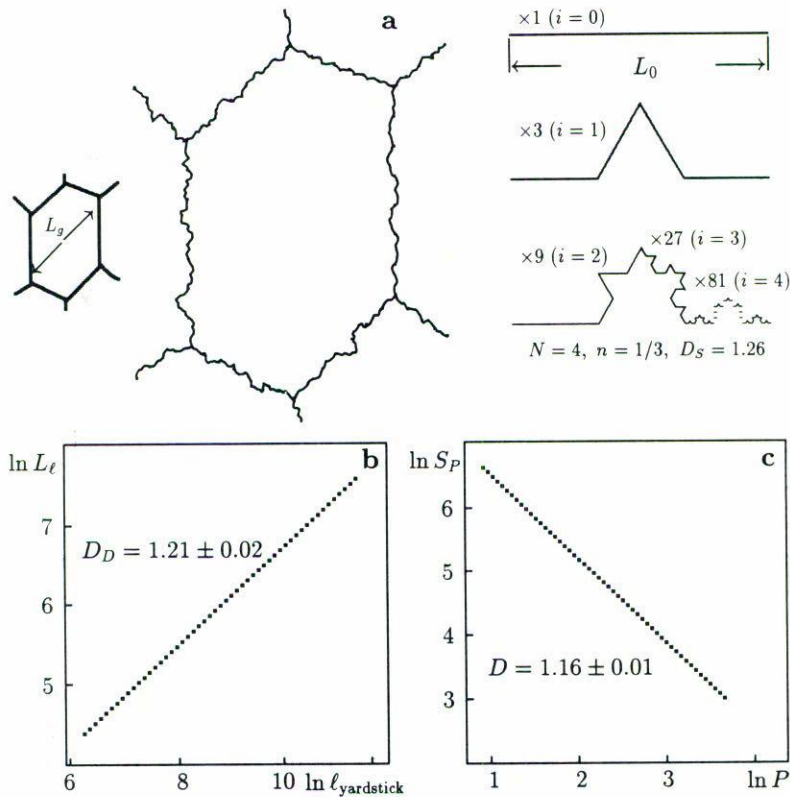 a
×1 (i = 0)
L₀
×3 (i = 1)
L_g
×9 (i = 2)
×27 (i = 3)
×81 (i = 4)
N = 4, n = 1/3, D_S = 1.26
ln L_ℓ
b
7
6
5
D_D = 1.21 ± 0.02
6
8
10
ln ℓ_yardstick
ln S_P
c
6
5
4
3
D = 1.16 ± 0.01
1
2
3
ln P